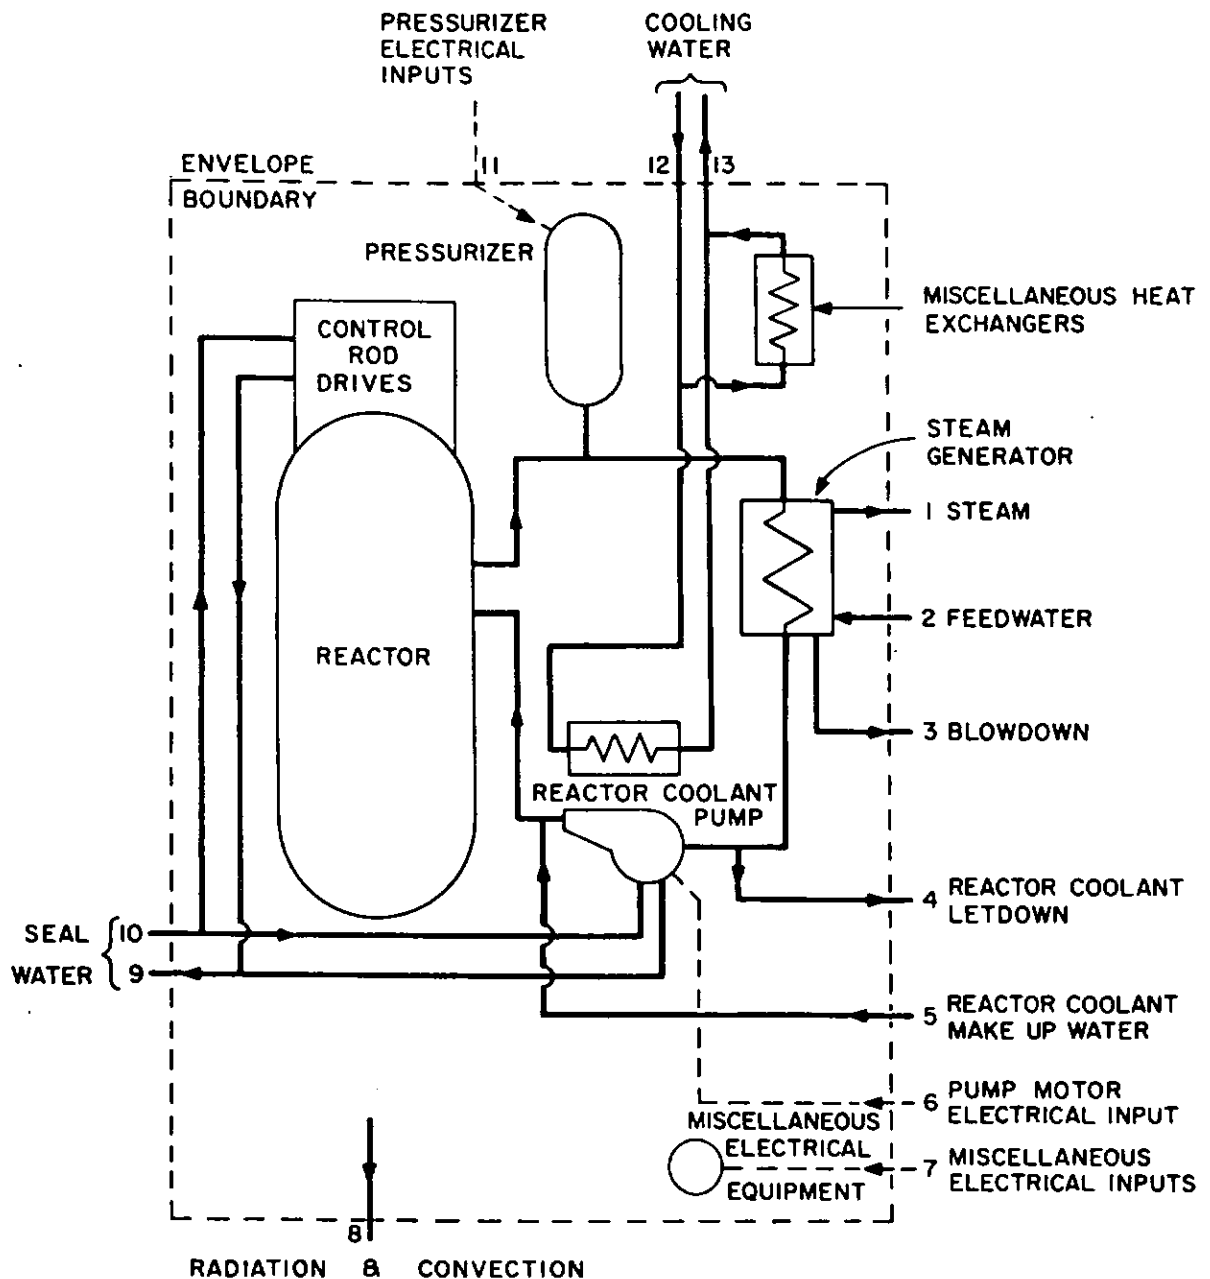 PRESSURIZER
ELECTRICAL
INPUTS
COOLING
WATER
11
12
13
ENVELOPE
BOUNDARY
PRESSURIZER
MISCELLANEOUS HEAT
EXCHANGERS
CONTROL
ROD
DRIVES
STEAM
GENERATOR
1 STEAM
2 FEEDWATER
REACTOR
3 BLOWDOWN
REACTOR COOLANT
PUMP
4 REACTOR COOLANT
LETDOWN
SEAL
WATER
10
9
5 REACTOR COOLANT
MAKE UP WATER
6 PUMP MOTOR
ELECTRICAL INPUT
MISCELLANEOUS
ELECTRICAL
EQUIPMENT
7 MISCELLANEOUS
ELECTRICAL INPUTS
8
RADIATION & CONVECTION